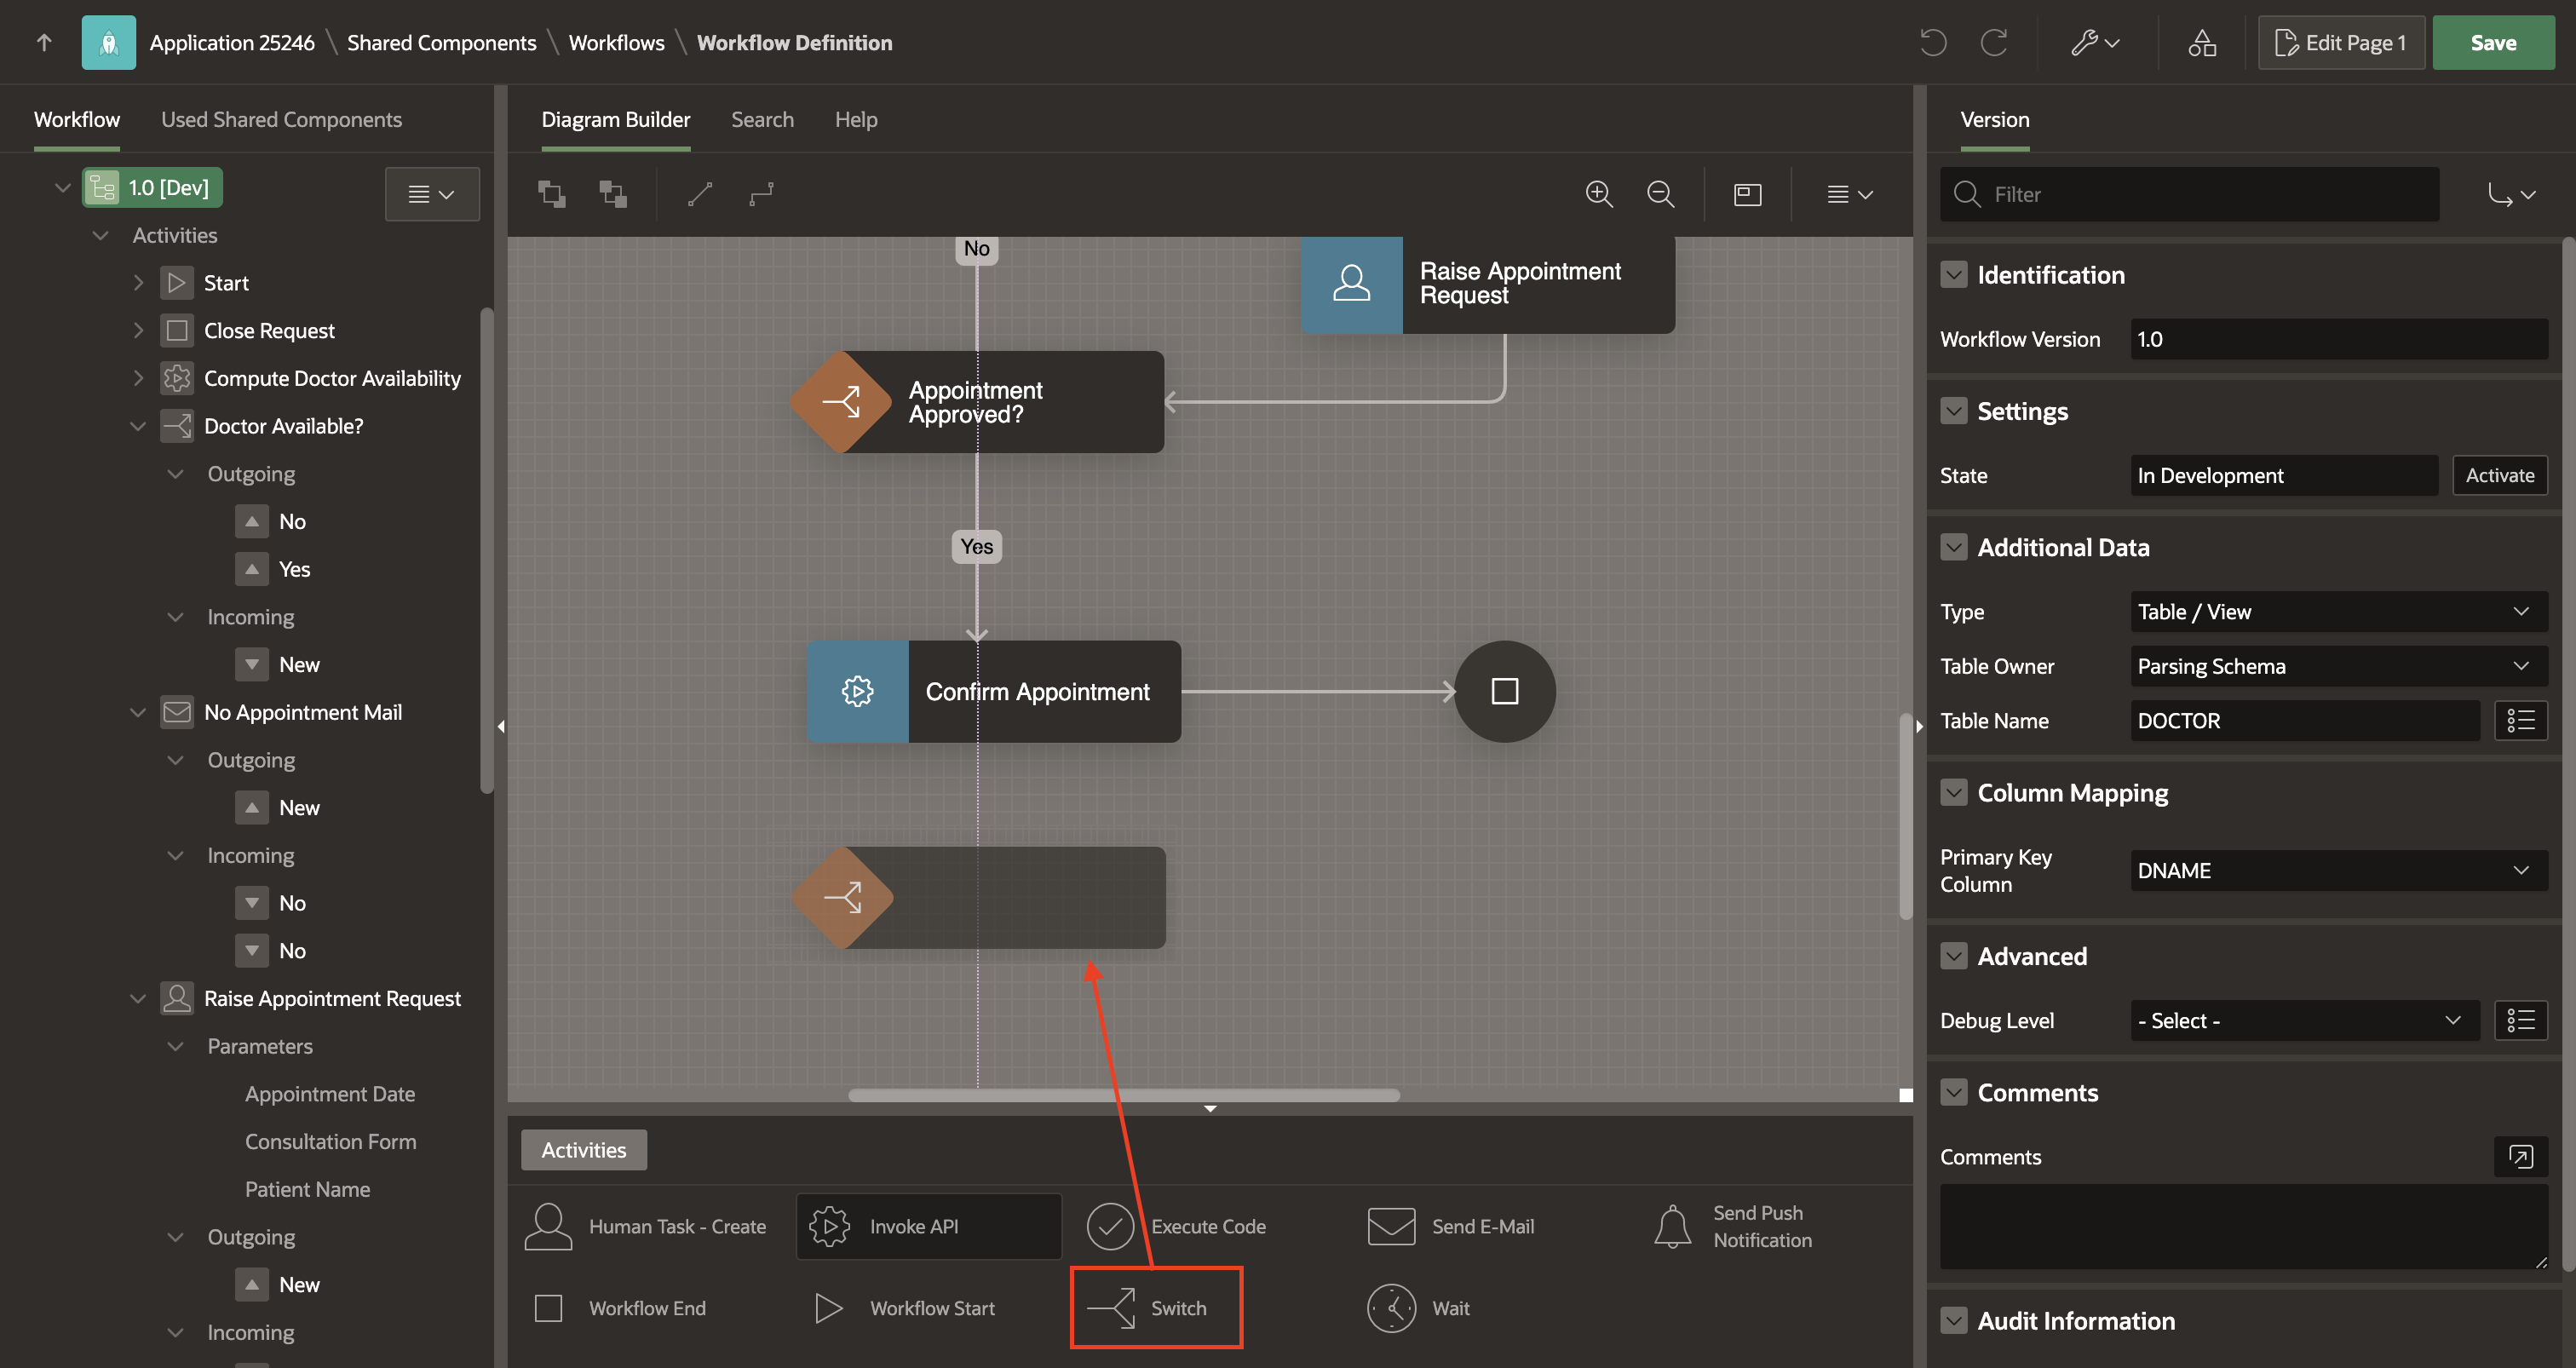 Application 25246 \ Shared Components \ Workflows \ Workflow Definition
Edit Page 1
Save
Workflow
Used Shared Components
1.0 [Dev]
Activities
Start
Close Request
Compute Doctor Availability
Doctor Available?
Outgoing
No
Yes
Incoming
New
No Appointment Mail
Outgoing
New
Incoming
No
No
Raise Appointment Request
Parameters
Appointment Date
Consultation Form
Patient Name
Outgoing
New
Incoming
Diagram Builder
Search
Help
No
Raise Appointment
Request
Appointment
Approved?
Yes
Confirm Appointment
Activities
Human Task - Create
Invoke API
Execute Code
Send E-Mail
Send Push
Notification
Workflow End
Workflow Start
Switch
Wait
Version
Filter
Identification
Workflow Version
1.0
Settings
State
In Development
Activate
Additional Data
Type
Table / View
Table Owner
Parsing Schema
Table Name
DOCTOR
Column Mapping
Primary Key
Column
DNAME
Advanced
Debug Level
- Select -
Comments
Comments
Audit Information